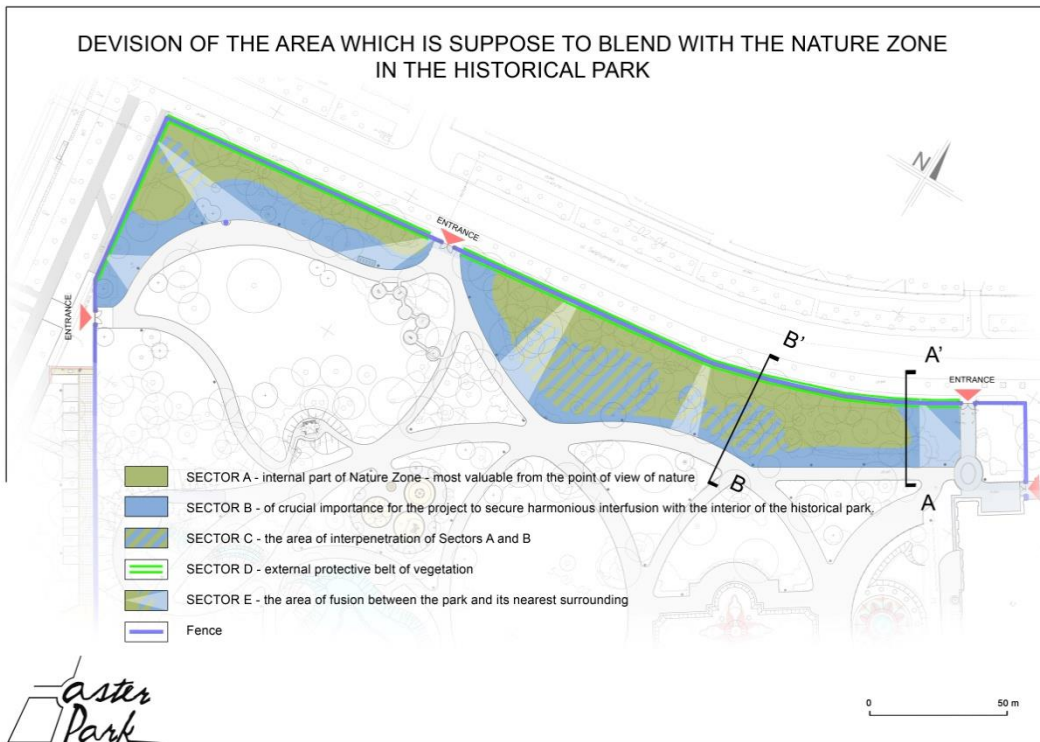 DEVISION OF THE AREA WHICH IS SUPPOSE TO BLEND WITH THE NATURE ZONE
IN THE HISTORICAL PARK
N
ENTRANCE
ENTRANCE
B'
A'
ENTRANCE
B
A
SECTOR A - internal part of Nature Zone - most valuable from the point of view of nature
SECTOR B - of crucial importance for the project to secure harmonious interfusion with the interior of the historical park.
SECTOR C - the area of interpenetration of Sectors A and B
SECTOR D - external protective belt of vegetation
SECTOR E - the area of fusion between the park and its nearest surrounding
Fence
aster
Park
0 50 m